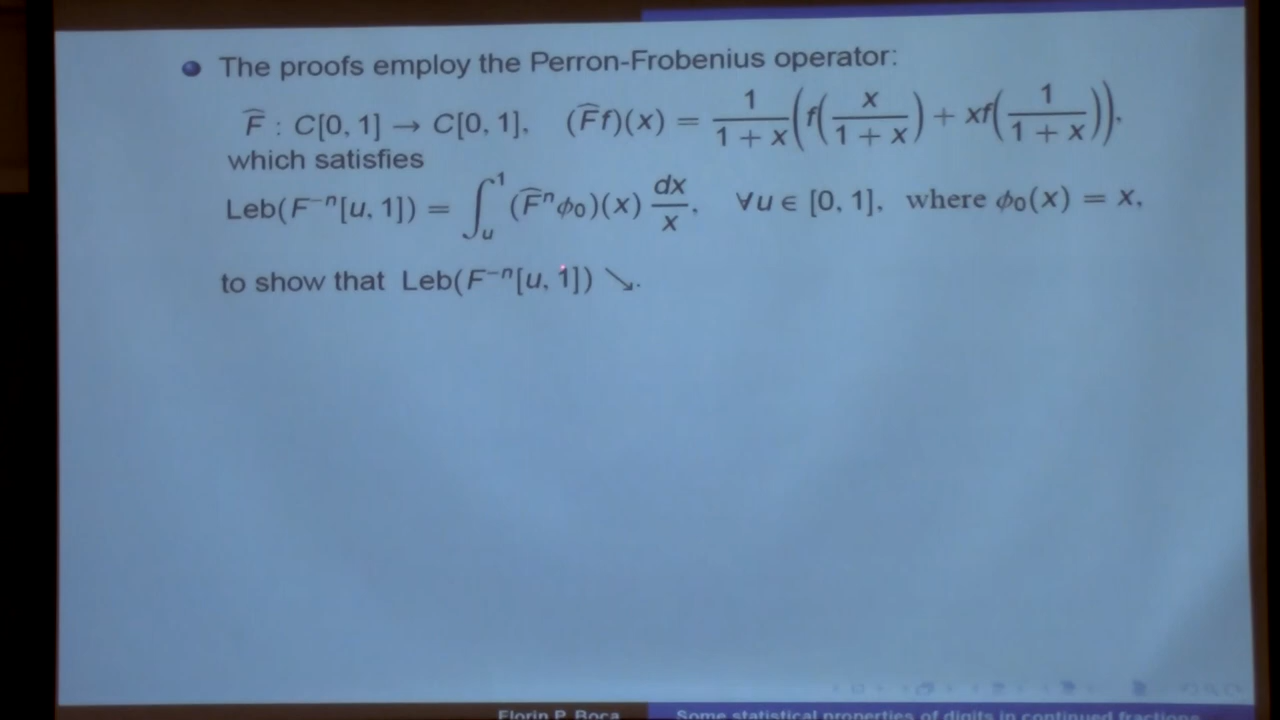 The proofs employ the Perron-Frobenius operator:
F̂ : C[0, 1] → C[0, 1], (F̂f)(x) = 1/(1 + x) (f(x/(1 + x)) + xf(1/(1 + x))),
which satisfies
Leb(F⁻ⁿ[u, 1]) = ∫_u^1 (F̂ⁿϕ₀)(x) dx/x, ∀u ∈ [0, 1], where ϕ₀(x) = x,
to show that Leb(F⁻ⁿ[u, 1]) ↘.
Florin P. Boca Some statistical properties of digits in continued fractions